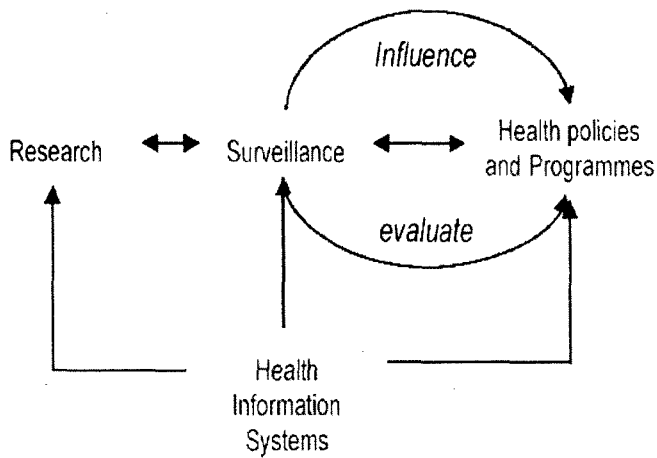 Influence
Research
Surveillance
Health policies
and Programmes
evaluate
Health
Information
Systems